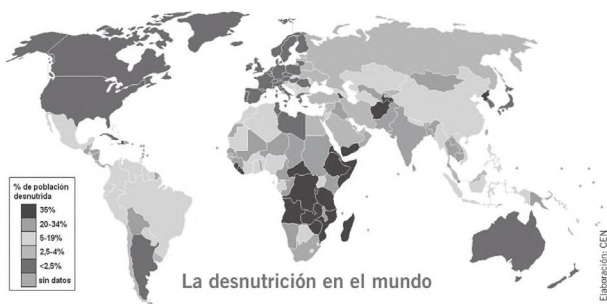 % de población
desnutrida
35%
20-34%
5-19%
2,5-4%
<2,5%
sin datos
La desnutrición en el mundo
Elaboración: CEN